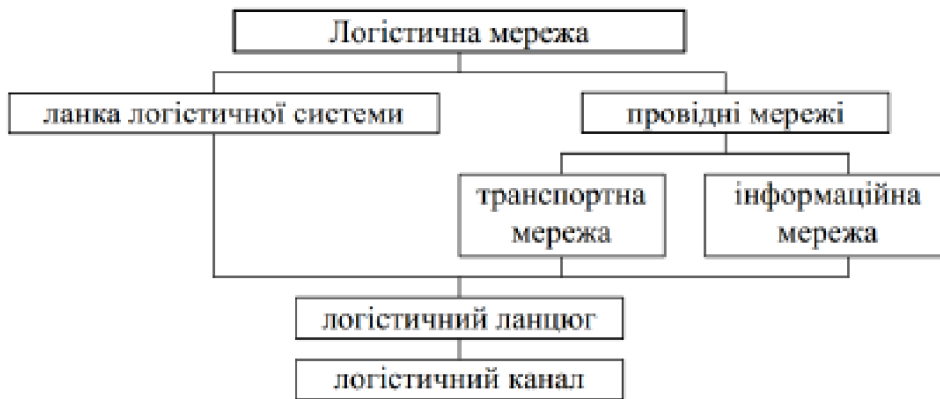 Логістична мережа
ланка логістичної системи
провідні мережі
транспортна
мережа
інформаційна
мережа
логістичний ланцюг
логістичний канал